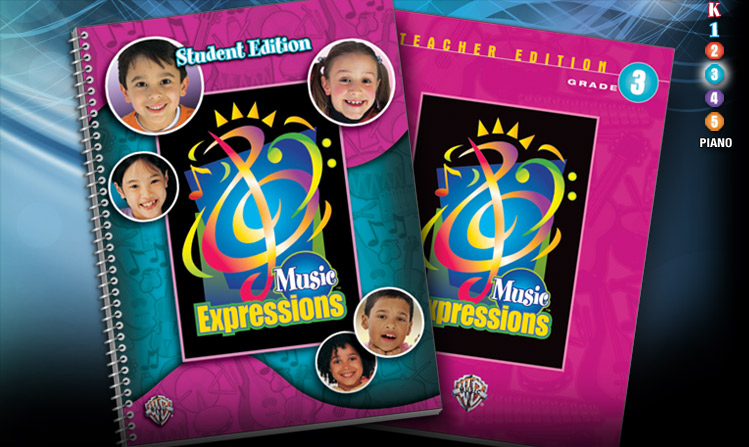 Student Edition
Music
Expressions
TEACHER EDITION
GRADE 3
Music
Expressions
K
1
2
3
4
5
PIANO